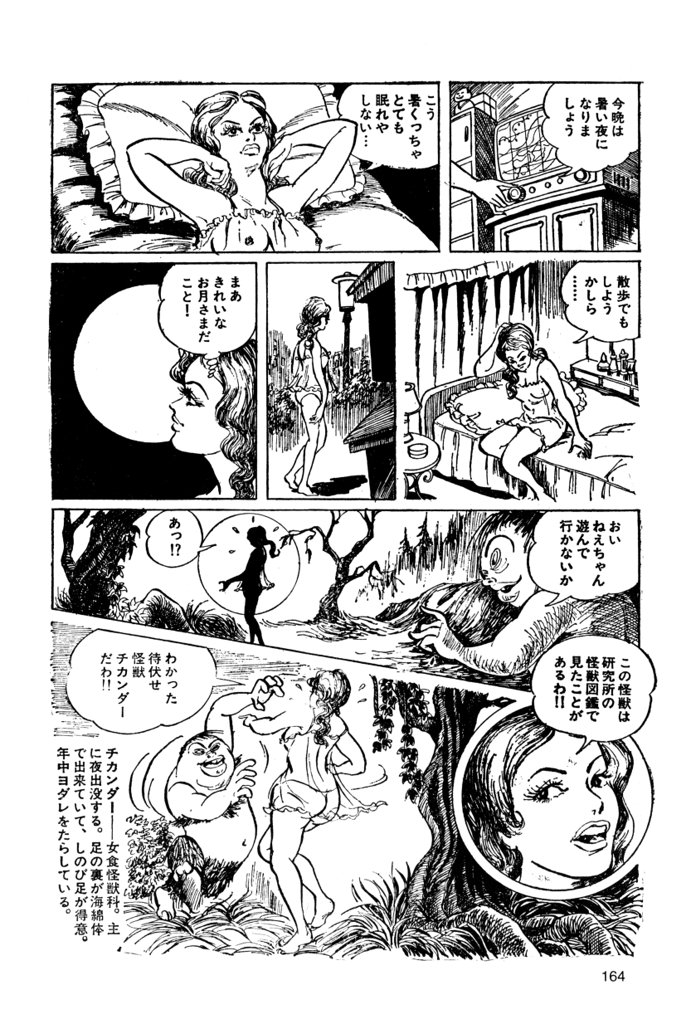 今晩は
暑い夜に
なりま
しょう
こう
暑くっちゃ
とても
眠れや
しない…
散歩でも
しよう
かしら
……
まあ
きれいな
お月さまだ
こと！
おい
ねえちゃん
遊んで
行かないか
あっ!?
この怪獣は
研究所の
怪獣図鑑で
見たことが
あるわ!!
わかった
待伏せ
怪獣
チカンダー
だわ!!
チカンダー――女食怪獣科。主
に夜出没する。足の裏が海綿体
で出来ていて、しのび足が得意。
年中ヨダレをたらしている。
164